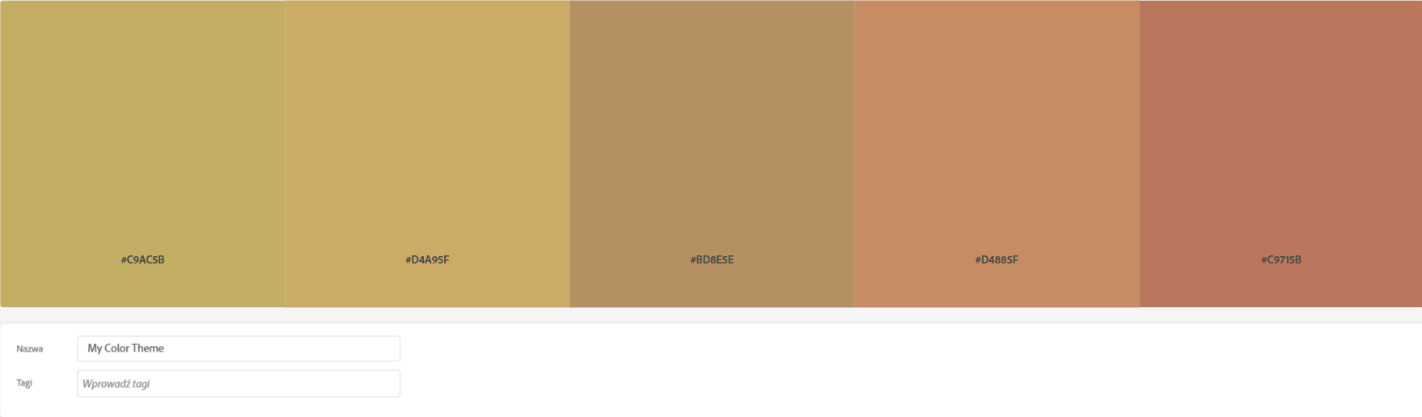 #C9AC5B
#D4A95F
#BD8E5E
#D4885F
#C9715B
Nazwa My Color Theme
Tagi Wprowadź tagi